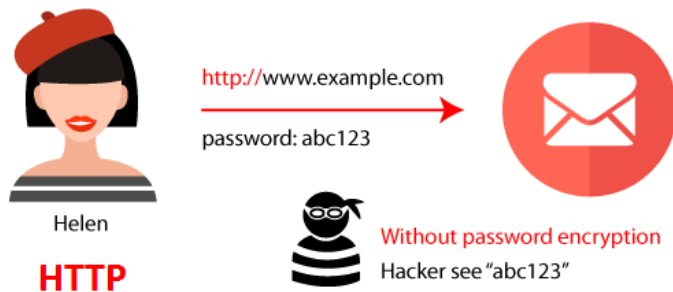 http://www.example.com
password: abc123
Helen
Without password encryption
HTTP
Hacker see “abc123”